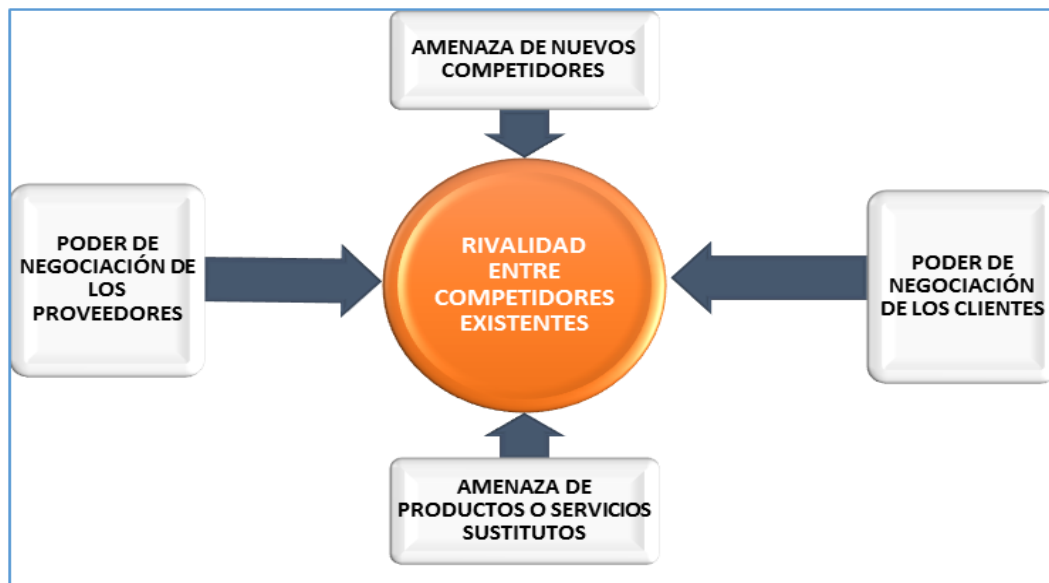 AMENAZA DE NUEVOS
COMPETIDORES
PODER DE
NEGOCIACIÓN DE
LOS
PROVEEDORES
RIVALIDAD
ENTRE
COMPETIDORES
EXISTENTES
PODER DE
NEGOCIACIÓN
DE LOS CLIENTES
AMENAZA DE
PRODUCTOS O SERVICIOS
SUSTITUTOS